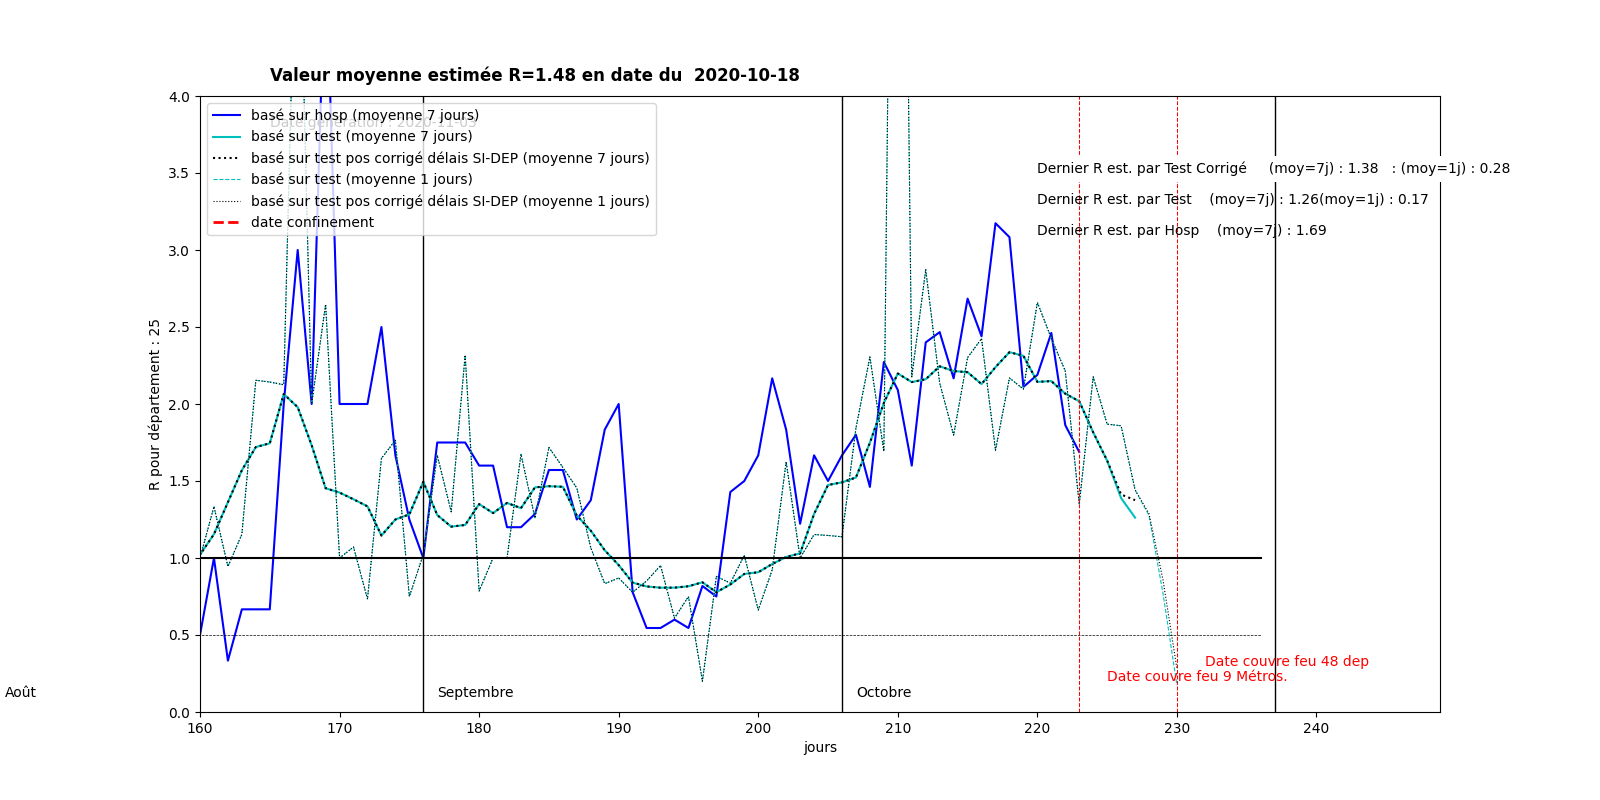 Valeur moyenne estimée R=1.48 en date du  2020-10-18
Date génération : 2020-11-03
basé sur hosp (moyenne 7 jours)
basé sur test (moyenne 7 jours)
basé sur test pos corrigé délais SI-DEP (moyenne 7 jours)
basé sur test (moyenne 1 jours)
basé sur test pos corrigé délais SI-DEP (moyenne 1 jours)
date confinement
Dernier R est. par Test Corrigé (moy=7j) : 1.38 : (moy=1j) : 0.28
Dernier R est. par Test (moy=7j) : 1.26(moy=1j) : 0.17
Dernier R est. par Hosp (moy=7j) : 1.69
4.0
3.5
3.0
2.5
2.0
1.5
1.0
0.5
0.0
R pour département : 25
Date couvre feu 48 dep
Date couvre feu 9 Métros.
Août
Septembre
Octobre
160 170 180 190 200 210 220 230 240
jours